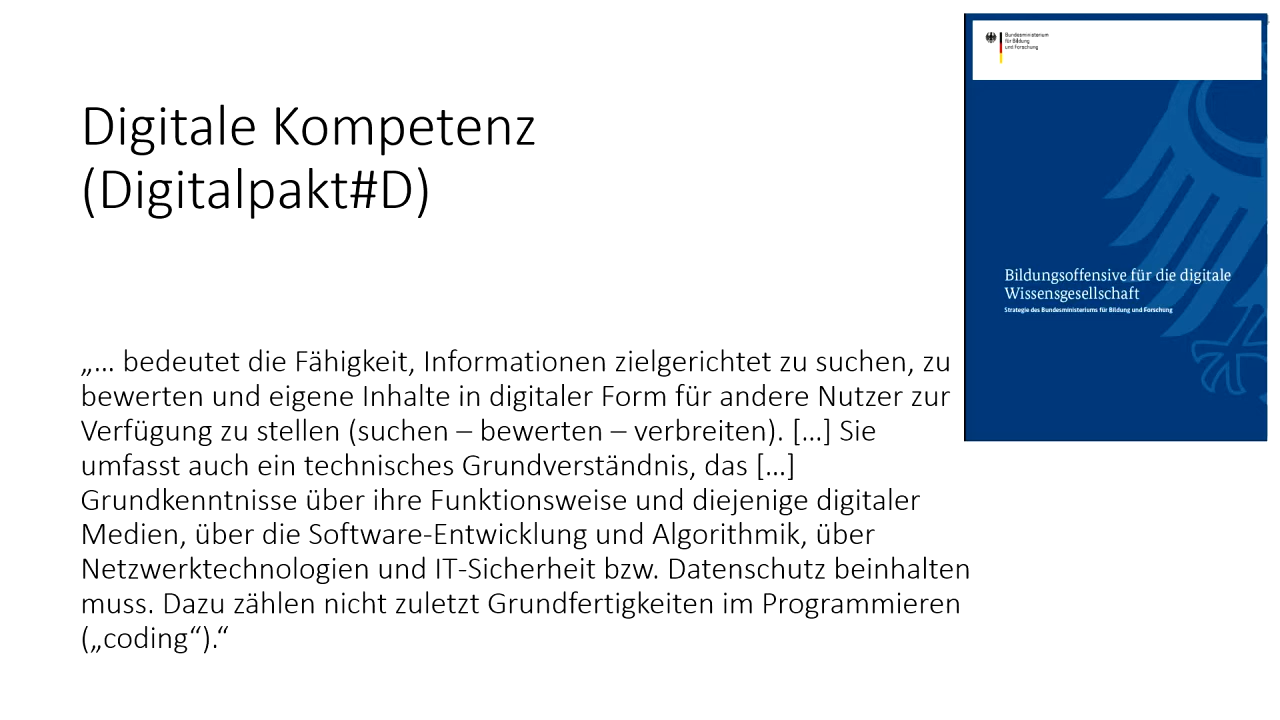 Digitale Kompetenz
(Digitalpakt#D)
Bundesministerium
für Bildung
und Forschung
Bildungsoffensive für die digitale
Wissensgesellschaft
Strategie des Bundesministeriums für Bildung und Forschung
„... bedeutet die Fähigkeit, Informationen zielgerichtet zu suchen, zu
bewerten und eigene Inhalte in digitaler Form für andere Nutzer zur
Verfügung zu stellen (suchen – bewerten – verbreiten). [...] Sie
umfasst auch ein technisches Grundverständnis, das [...]
Grundkenntnisse über ihre Funktionsweise und diejenige digitaler
Medien, über die Software-Entwicklung und Algorithmik, über
Netzwerktechnologien und IT-Sicherheit bzw. Datenschutz beinhalten
muss. Dazu zählen nicht zuletzt Grundfertigkeiten im Programmieren
(„coding“).“